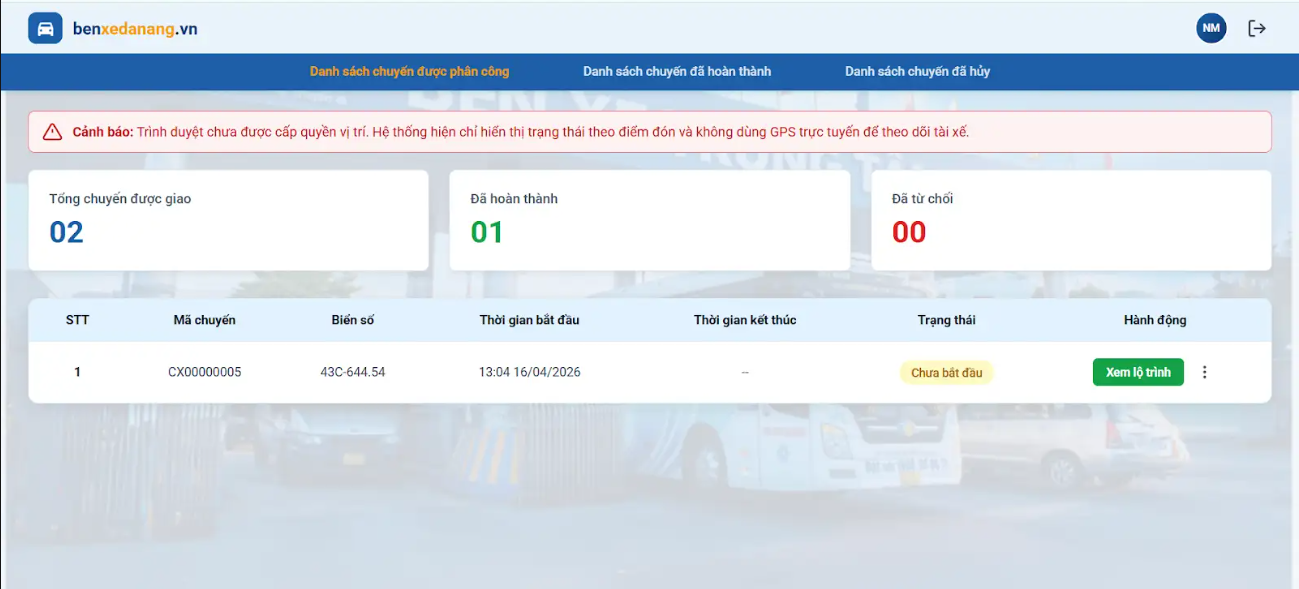 benxedanang.vn
NM
Danh sách chuyến được phân công
Danh sách chuyến đã hoàn thành
Danh sách chuyến đã hủy
Cảnh báo: Trình duyệt chưa được cấp quyền vị trí. Hệ thống hiện chỉ hiển thị trạng thái theo điểm đón và không dùng GPS trực tuyến để theo dõi tài xế.
Tổng chuyến được giao
02
Đã hoàn thành
01
Đã từ chối
00
STT Mã chuyến Biển số Thời gian bắt đầu Thời gian kết thúc Trạng thái Hành động
1 CX00000005 43C-644.54 13:04 16/04/2026 -- Chưa bắt đầu Xem lộ trình